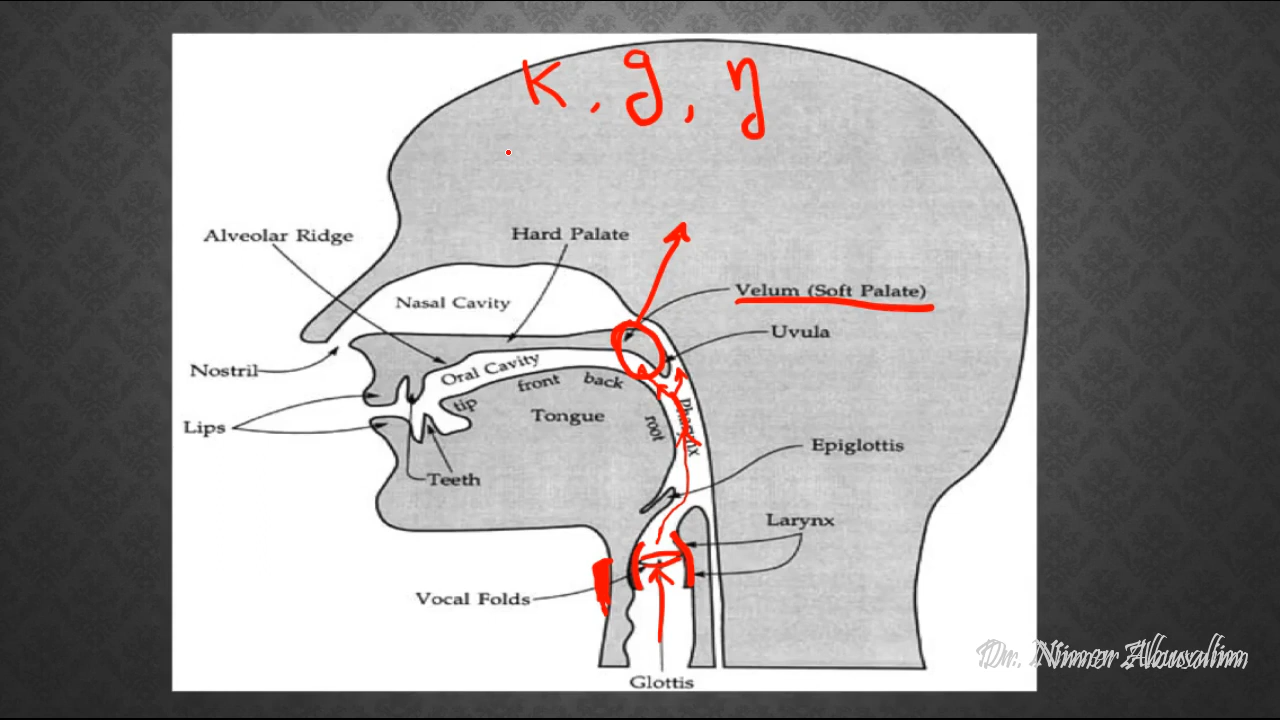 k, g, ŋ
Alveolar Ridge
Hard Palate
Nasal Cavity
Velum (Soft Palate)
Uvula
Nostril
Oral Cavity
front
back
tip
Tongue
root
Pharynx
Lips
Epiglottis
Teeth
Larynx
Vocal Folds
Glottis
Dr. Nimer Abusalim